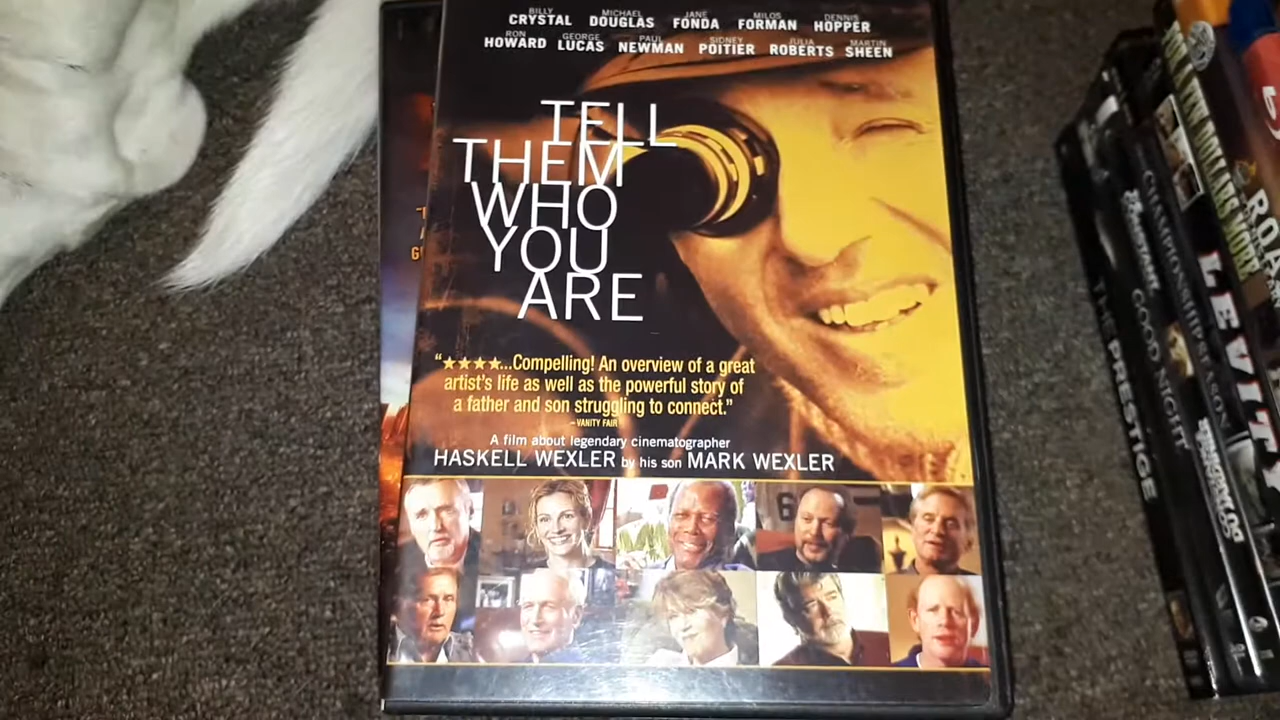 BILLY CRYSTAL MICHAEL DOUGLAS JANE FONDA MILOS FORMAN DENNIS HOPPER
RON HOWARD GEORGE LUCAS PAUL NEWMAN SIDNEY POITIER JULIA ROBERTS MARTIN SHEEN
TELL
THEM
WHO
YOU
ARE
"★★★★...Compelling! An overview of a great
artist's life as well as the powerful story of
a father and son struggling to connect."
– VANITY FAIR
A film about legendary cinematographer
HASKELL WEXLER by his son MARK WEXLER
THE PRESTIGE
GOOD NIGHT
CHAMPIONSHIP SEASON
LEVITY